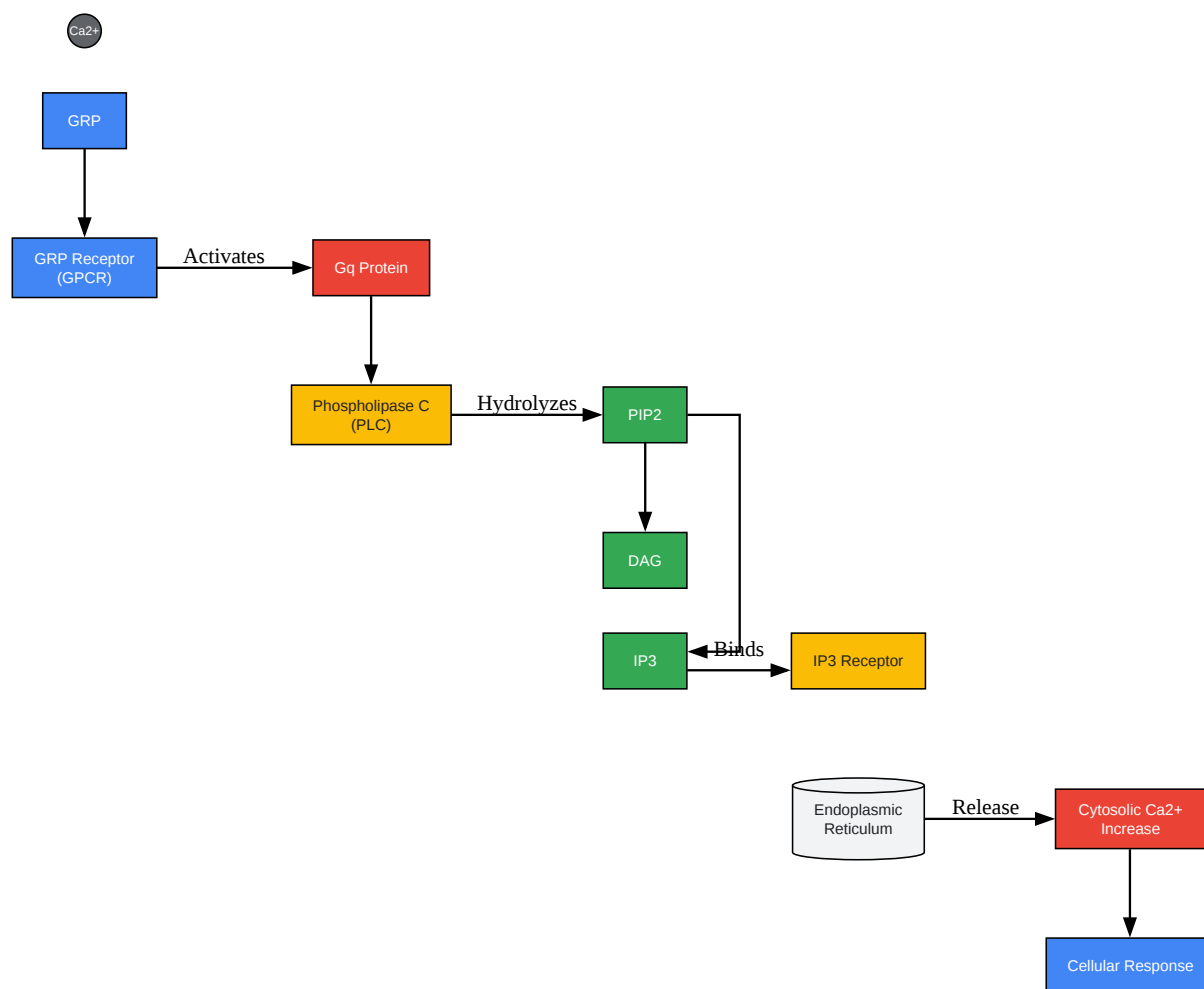 Ca2+
GRP
GRP Receptor
(GPCR)
Activates
Gq Protein
Phospholipase C
(PLC)
Hydrolyzes
PIP2
DAG
IP3
Binds
IP3 Receptor
Endoplasmic
Reticulum
Release
Cytosolic Ca2+
Increase
Cellular Response